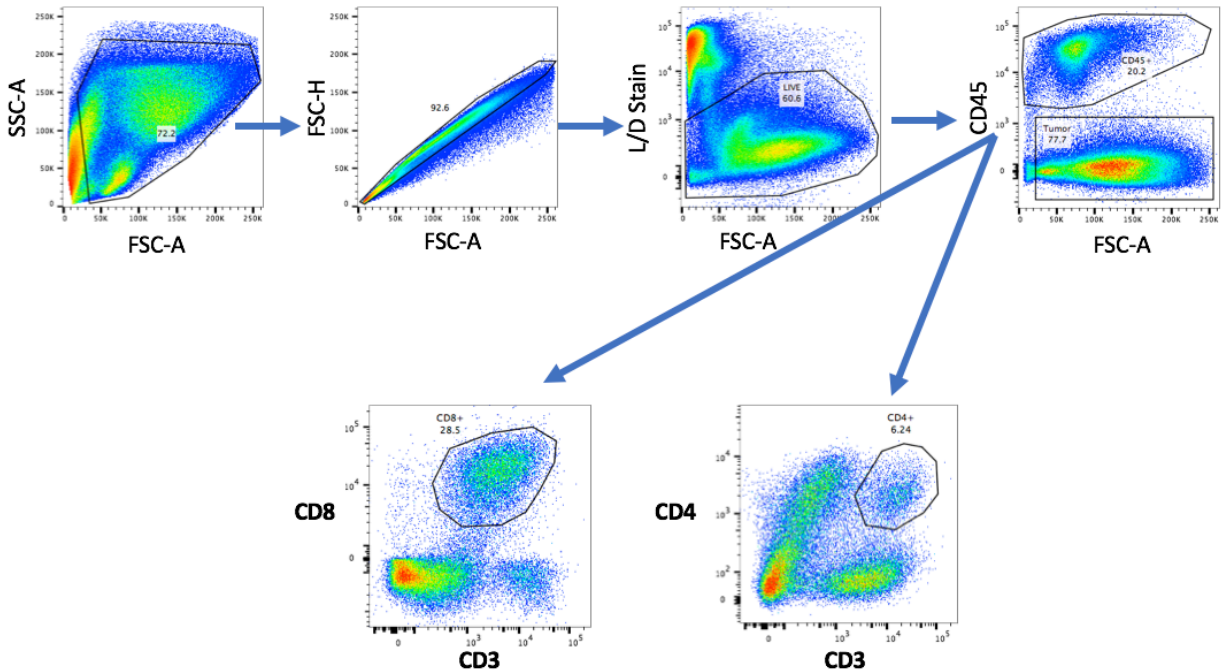 SSC-A
250K
200K
150K
100K
50K
0
72.2
0 50K 100K 150K 200K 250K
FSC-A
FSC-H
250K
200K
150K
100K
50K
0
92.6
0 50K 100K 150K 200K 250K
FSC-A
L/D Stain
10⁴
10³
0
LIVE
60.6
0 50K 100K 150K 200K 250K
FSC-A
CD45
10⁵
10⁴
10³
0
CD45+
20.2
Tumor
77.7
0 50K 100K 150K 200K 250K
FSC-A
CD8
10⁵
10⁴
0
CD8+
28.5
0 10³ 10⁴ 10⁵
CD3
CD4
10⁴
10³
10²
0
CD4+
6.24
0 10³ 10⁴ 10⁵
CD3